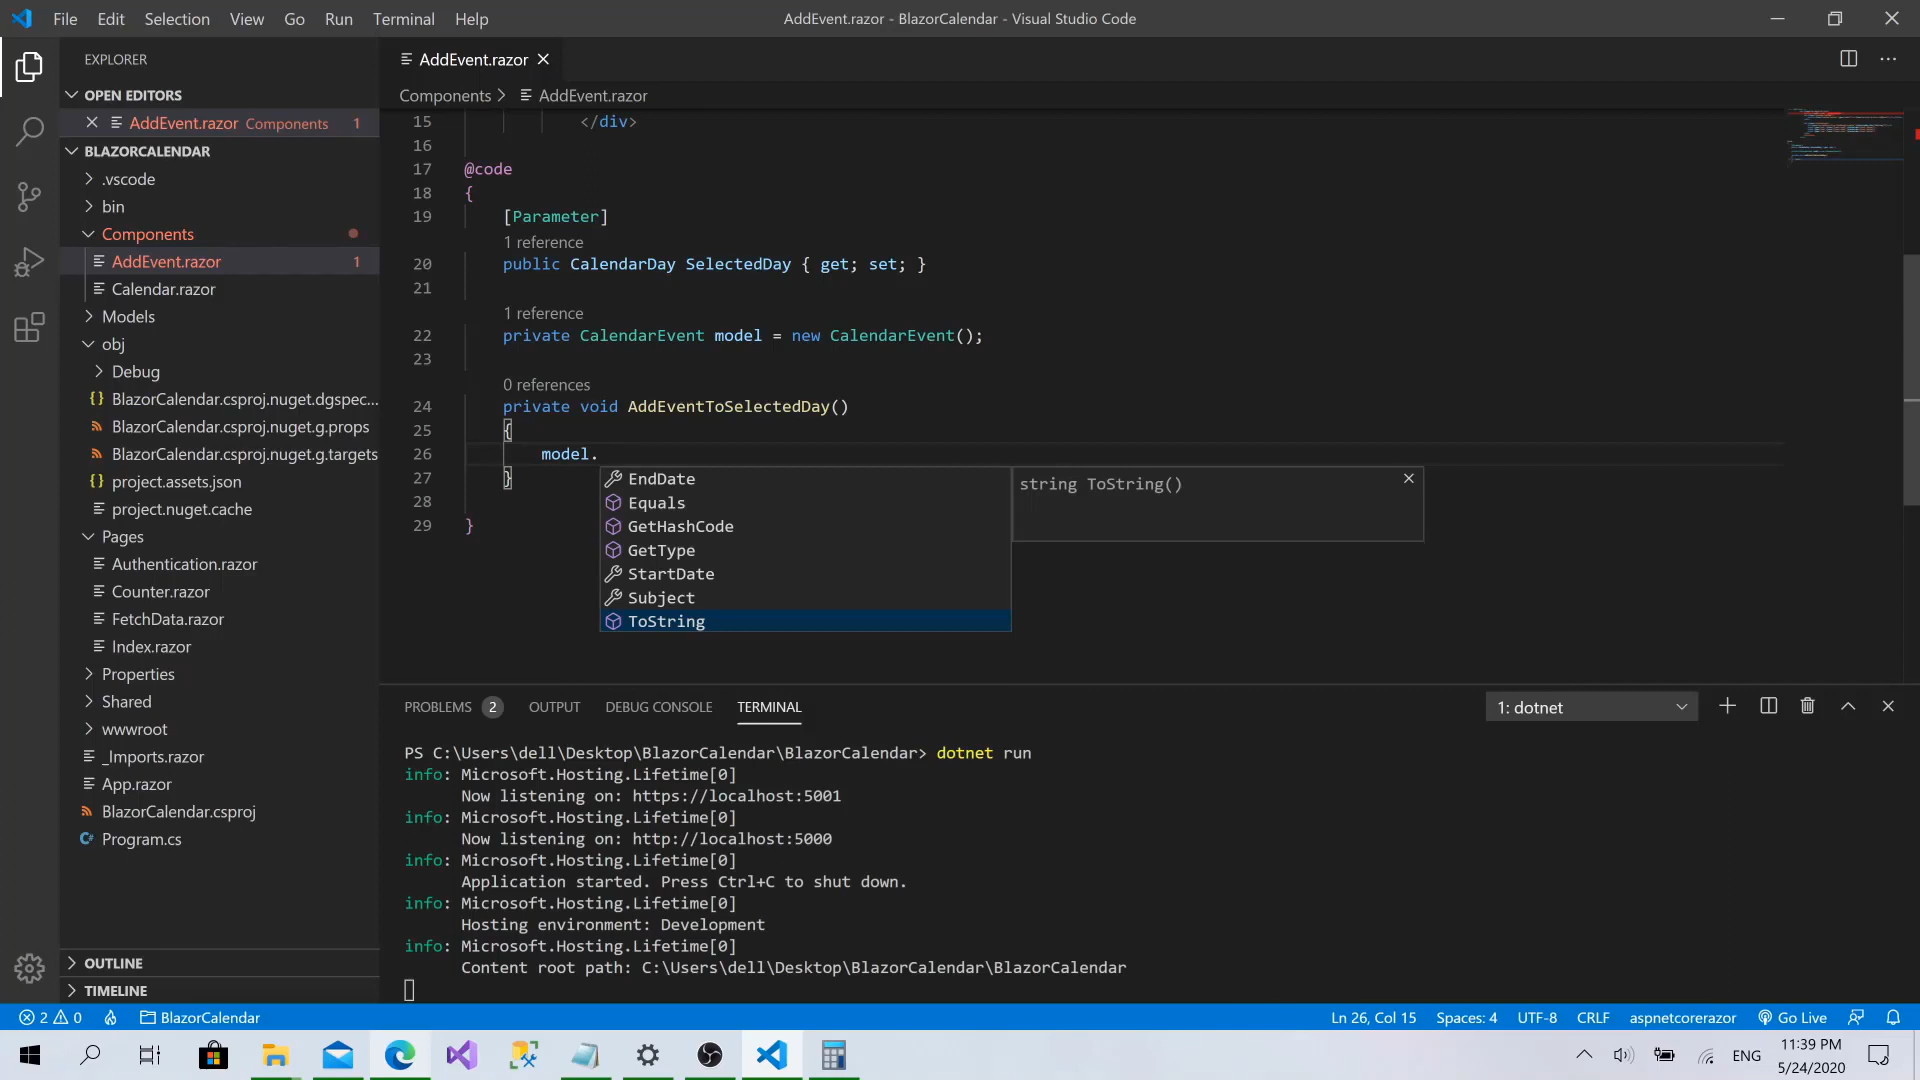 File Edit Selection View Go Run Terminal Help
AddEvent.razor - BlazorCalendar - Visual Studio Code
EXPLORER
OPEN EDITORS
AddEvent.razor Components 1
BLAZORCALENDAR
.vscode
bin
Components
AddEvent.razor 1
Calendar.razor
Models
obj
Debug
BlazorCalendar.csproj.nuget.dgspec...
BlazorCalendar.csproj.nuget.g.props
BlazorCalendar.csproj.nuget.g.targets
project.assets.json
project.nuget.cache
Pages
Authentication.razor
Counter.razor
FetchData.razor
Index.razor
Properties
Shared
wwwroot
_Imports.razor
App.razor
BlazorCalendar.csproj
Program.cs
OUTLINE
TIMELINE
AddEvent.razor
Components > AddEvent.razor
15 </div>
16
17 @code
18 {
19 [Parameter]
1 reference
20 public CalendarDay SelectedDay { get; set; }
21
1 reference
22 private CalendarEvent model = new CalendarEvent();
23
0 references
24 private void AddEventToSelectedDay()
25 {
26 model.
27 }
28
29 }
EndDate
Equals
GetHashCode
GetType
StartDate
Subject
ToString
string ToString()
PROBLEMS 2 OUTPUT DEBUG CONSOLE TERMINAL
1: dotnet
PS C:\Users\dell\Desktop\BlazorCalendar\BlazorCalendar> dotnet run
info: Microsoft.Hosting.Lifetime[0]
Now listening on: https://localhost:5001
info: Microsoft.Hosting.Lifetime[0]
Now listening on: http://localhost:5000
info: Microsoft.Hosting.Lifetime[0]
Application started. Press Ctrl+C to shut down.
info: Microsoft.Hosting.Lifetime[0]
Hosting environment: Development
info: Microsoft.Hosting.Lifetime[0]
Content root path: C:\Users\dell\Desktop\BlazorCalendar\BlazorCalendar
2 0 BlazorCalendar
Ln 26, Col 15 Spaces: 4 UTF-8 CRLF aspnetcorerazor Go Live
ENG
11:39 PM
5/24/2020